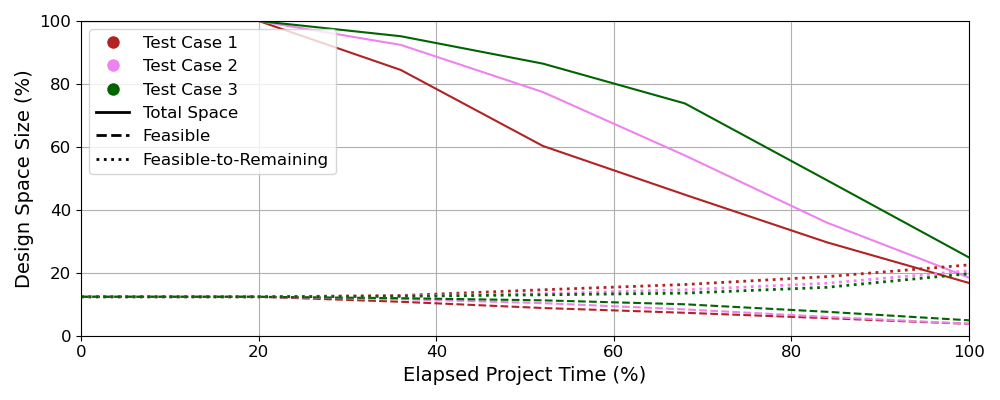 100
80
60
40
20
0
Design Space Size (%)
Test Case 1
Test Case 2
Test Case 3
Total Space
Feasible
Feasible-to-Remaining
0 20 40 60 80 100
Elapsed Project Time (%)